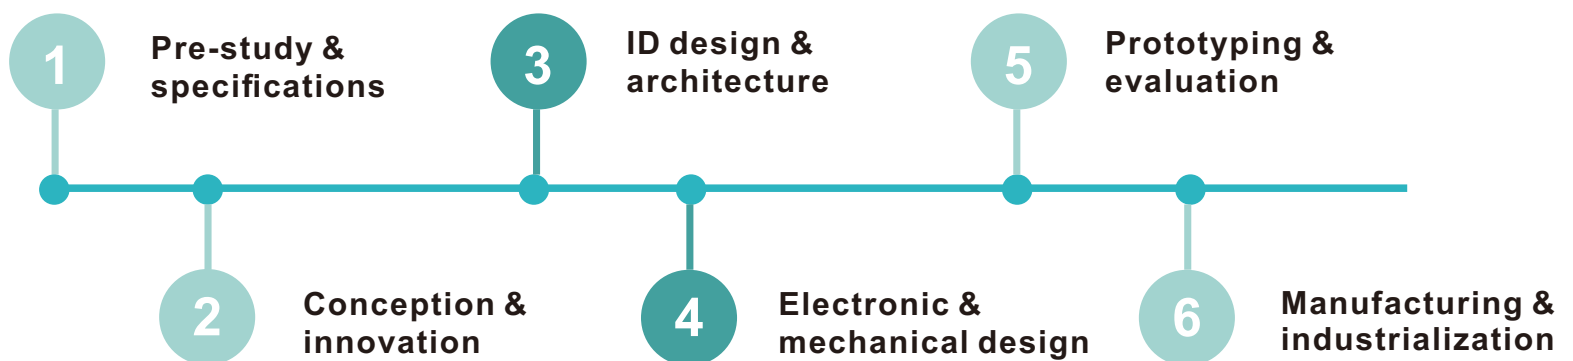 1
Pre-study &
specifications
2
Conception &
innovation
3
ID design &
architecture
4
Electronic &
mechanical design
5
Prototyping &
evaluation
6
Manufacturing &
industrialization